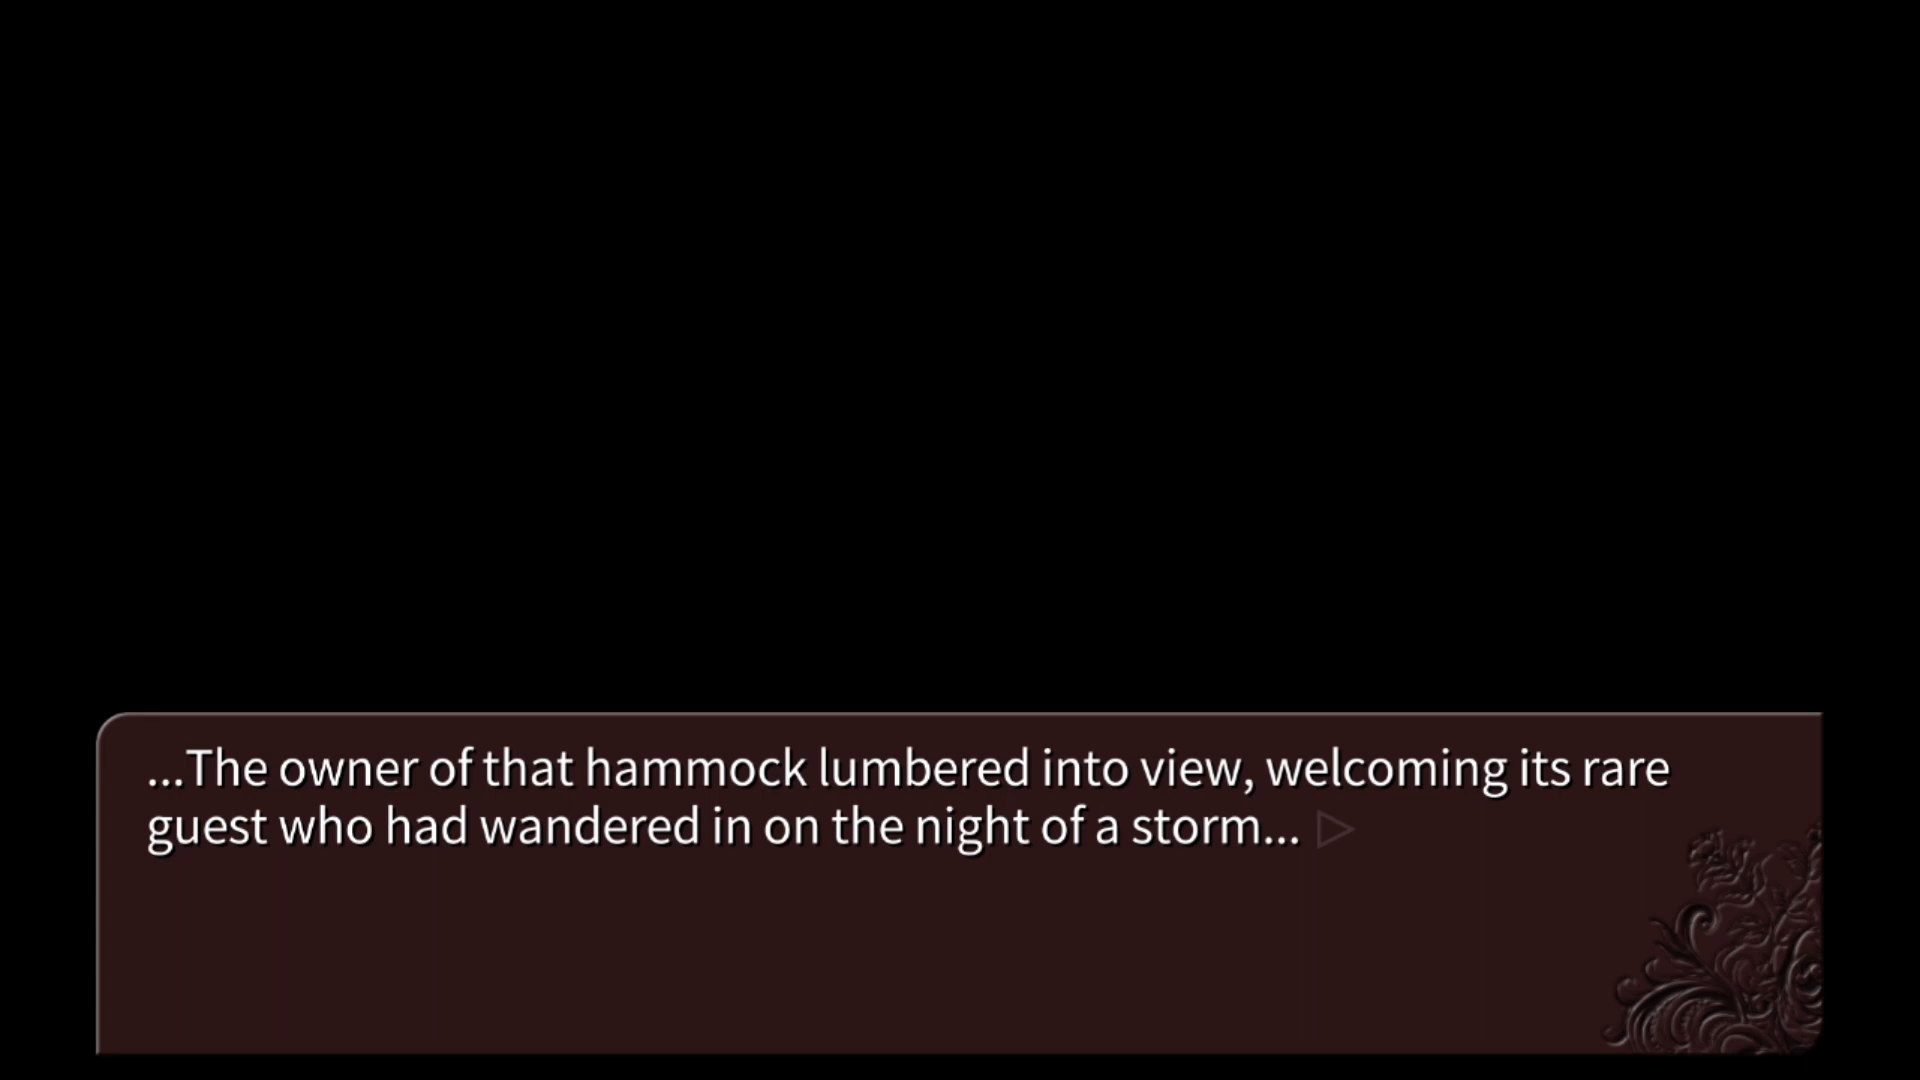 ...The owner of that hammock lumbered into view, welcoming its rare
guest who had wandered in on the night of a storm...